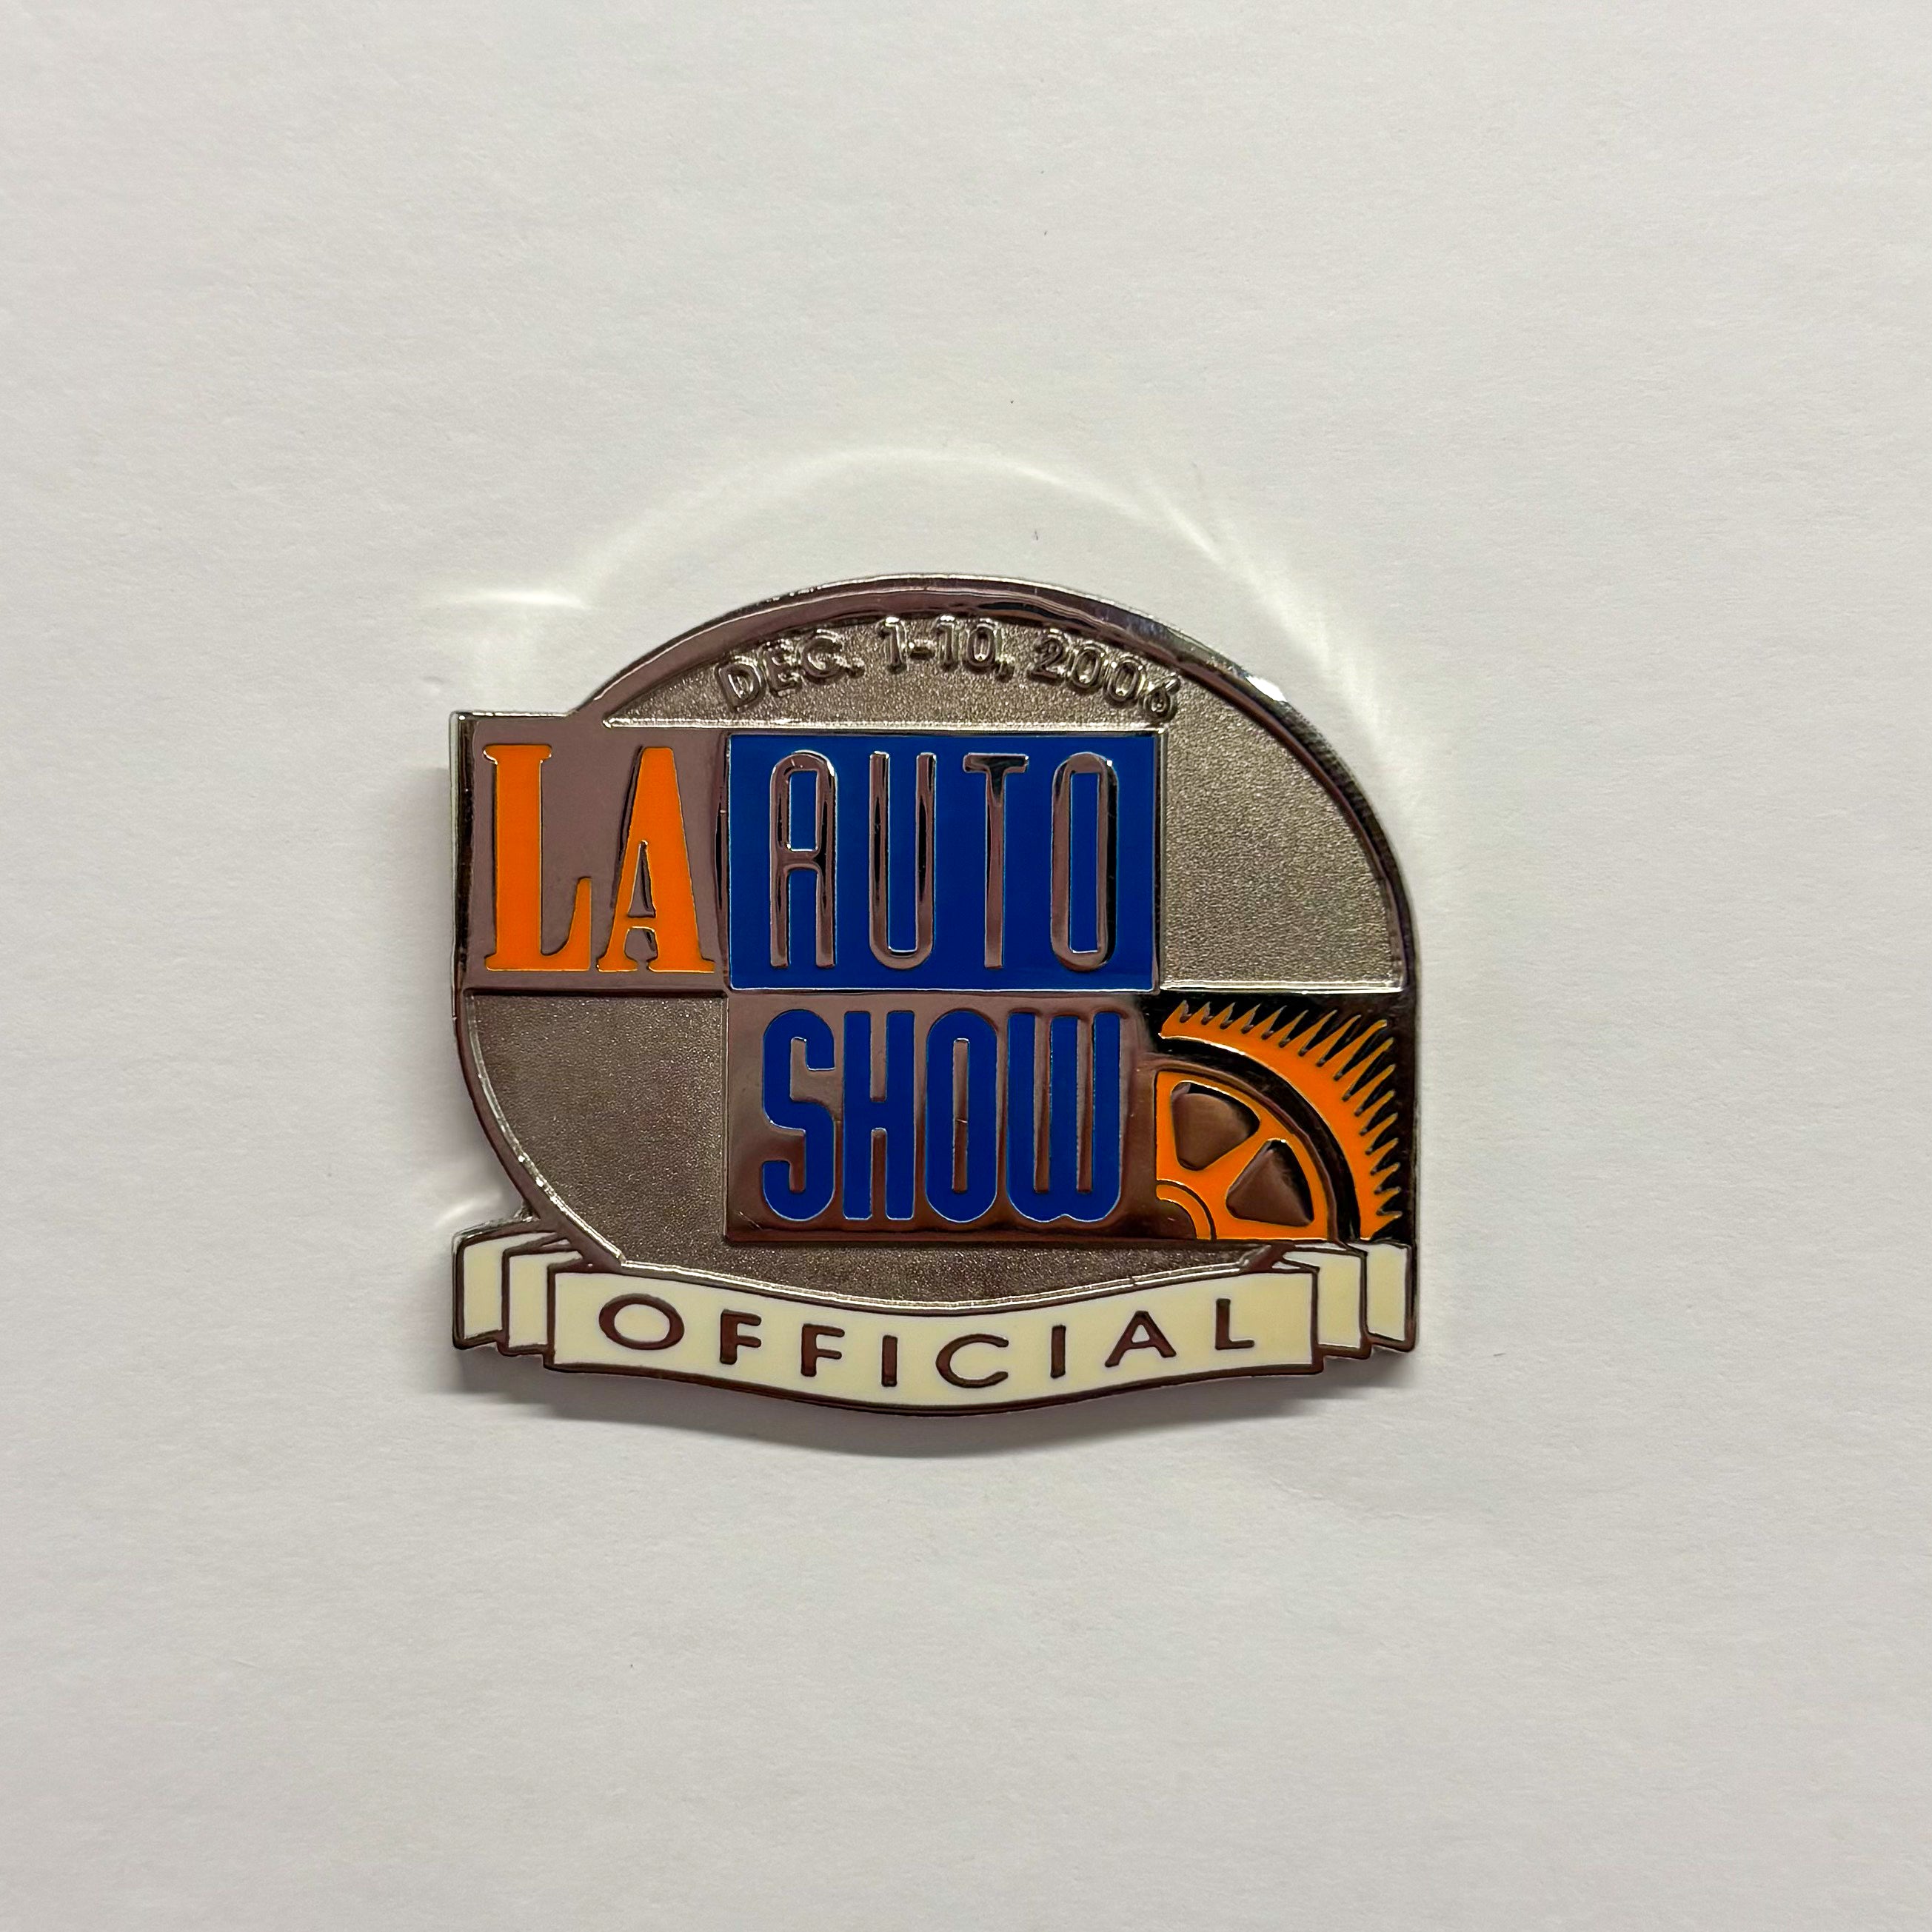 DEC. 1-10, 2006
LA AUTO
SHOW
OFFICIAL